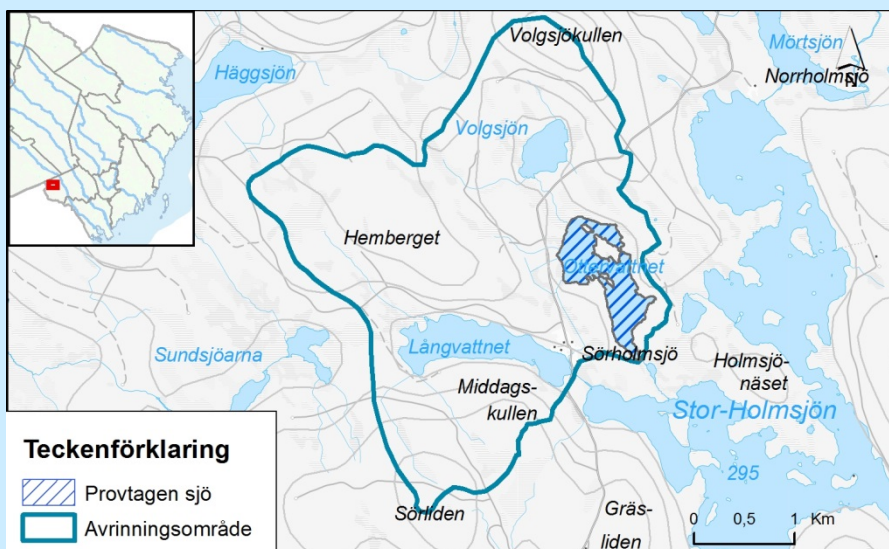 Volgsjökullen
Mörtsjön
Häggsjön
Norrholmsjö
N
Volgsjön
Hemberget
Ottervattnet
Sundsjöarna
Långvattnet
Sörholmsjö
Holmsjö-
näset
Middags-
kullen
Stor-Holmsjön
295
Sörliden
Gräs-
liden
Teckenförklaring
Provtagen sjö
Avrinningsområde
0 0,5 1 Km